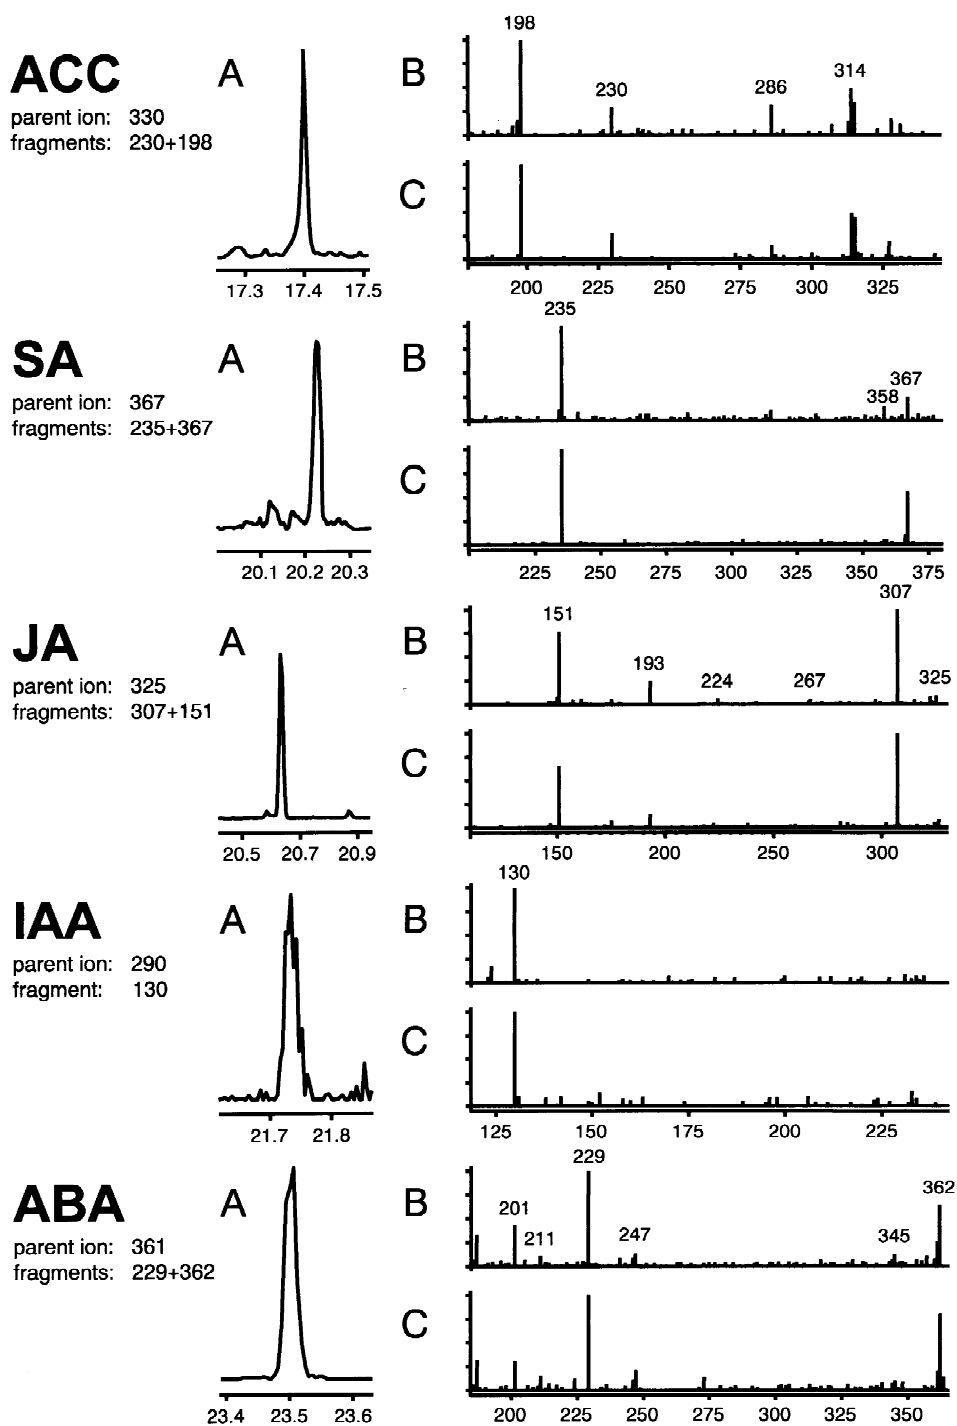 ACC
parent ion: 330
fragments: 230+198
A
17.3 17.4 17.5
B
198
230
286
314
C
200 225 250 275 300 325
SA
parent ion: 367
fragments: 235+367
A
20.1 20.2 20.3
B
235
358
367
C
225 250 275 300 325 350 375
JA
parent ion: 325
fragments: 307+151
A
20.5 20.7 20.9
B
151
193
224
267
307
325
C
150 200 250 300
IAA
parent ion: 290
fragment: 130
A
21.7 21.8
B
130
C
125 150 175 200 225
ABA
parent ion: 361
fragments: 229+362
A
23.4 23.5 23.6
B
201
211
229
247
345
362
C
200 225 250 275 300 325 350